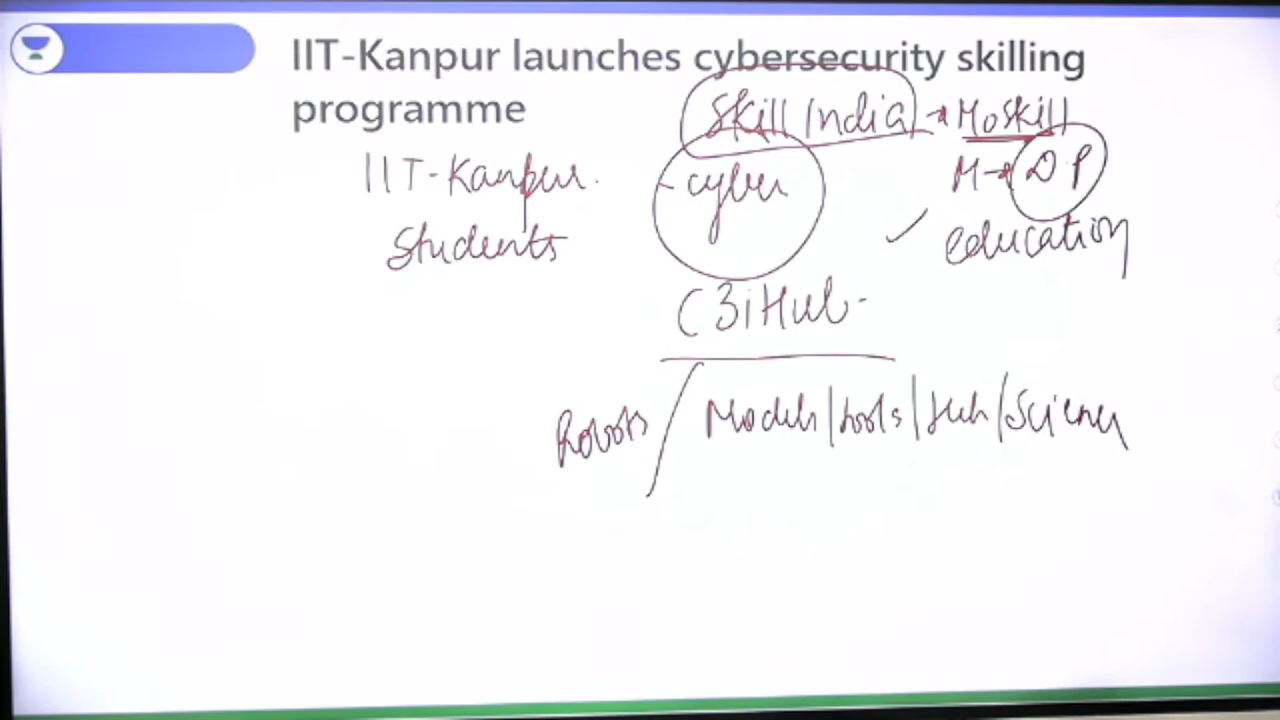 IIT-Kanpur launches cybersecurity skilling
programme
Skill India → MoSkill
IIT-Kanpur. - cyber M→ D P
Students ✓ education
C3iHub-
Robots / Models/tools/tech/Science